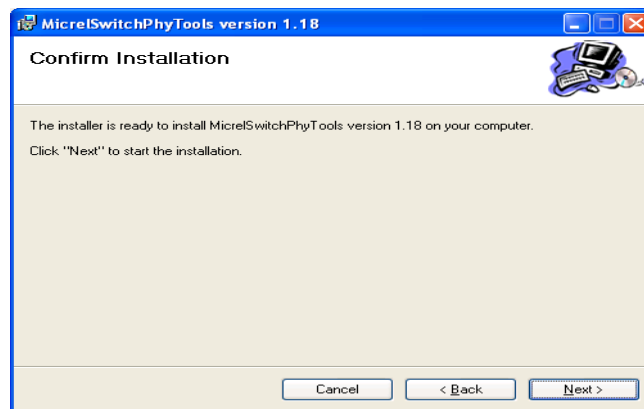 MicrelSwitchPhyTools version 1.18
Confirm Installation
The installer is ready to install MicrelSwitchPhyTools version 1.18 on your computer.
Click "Next" to start the installation.
Cancel
< Back
Next >